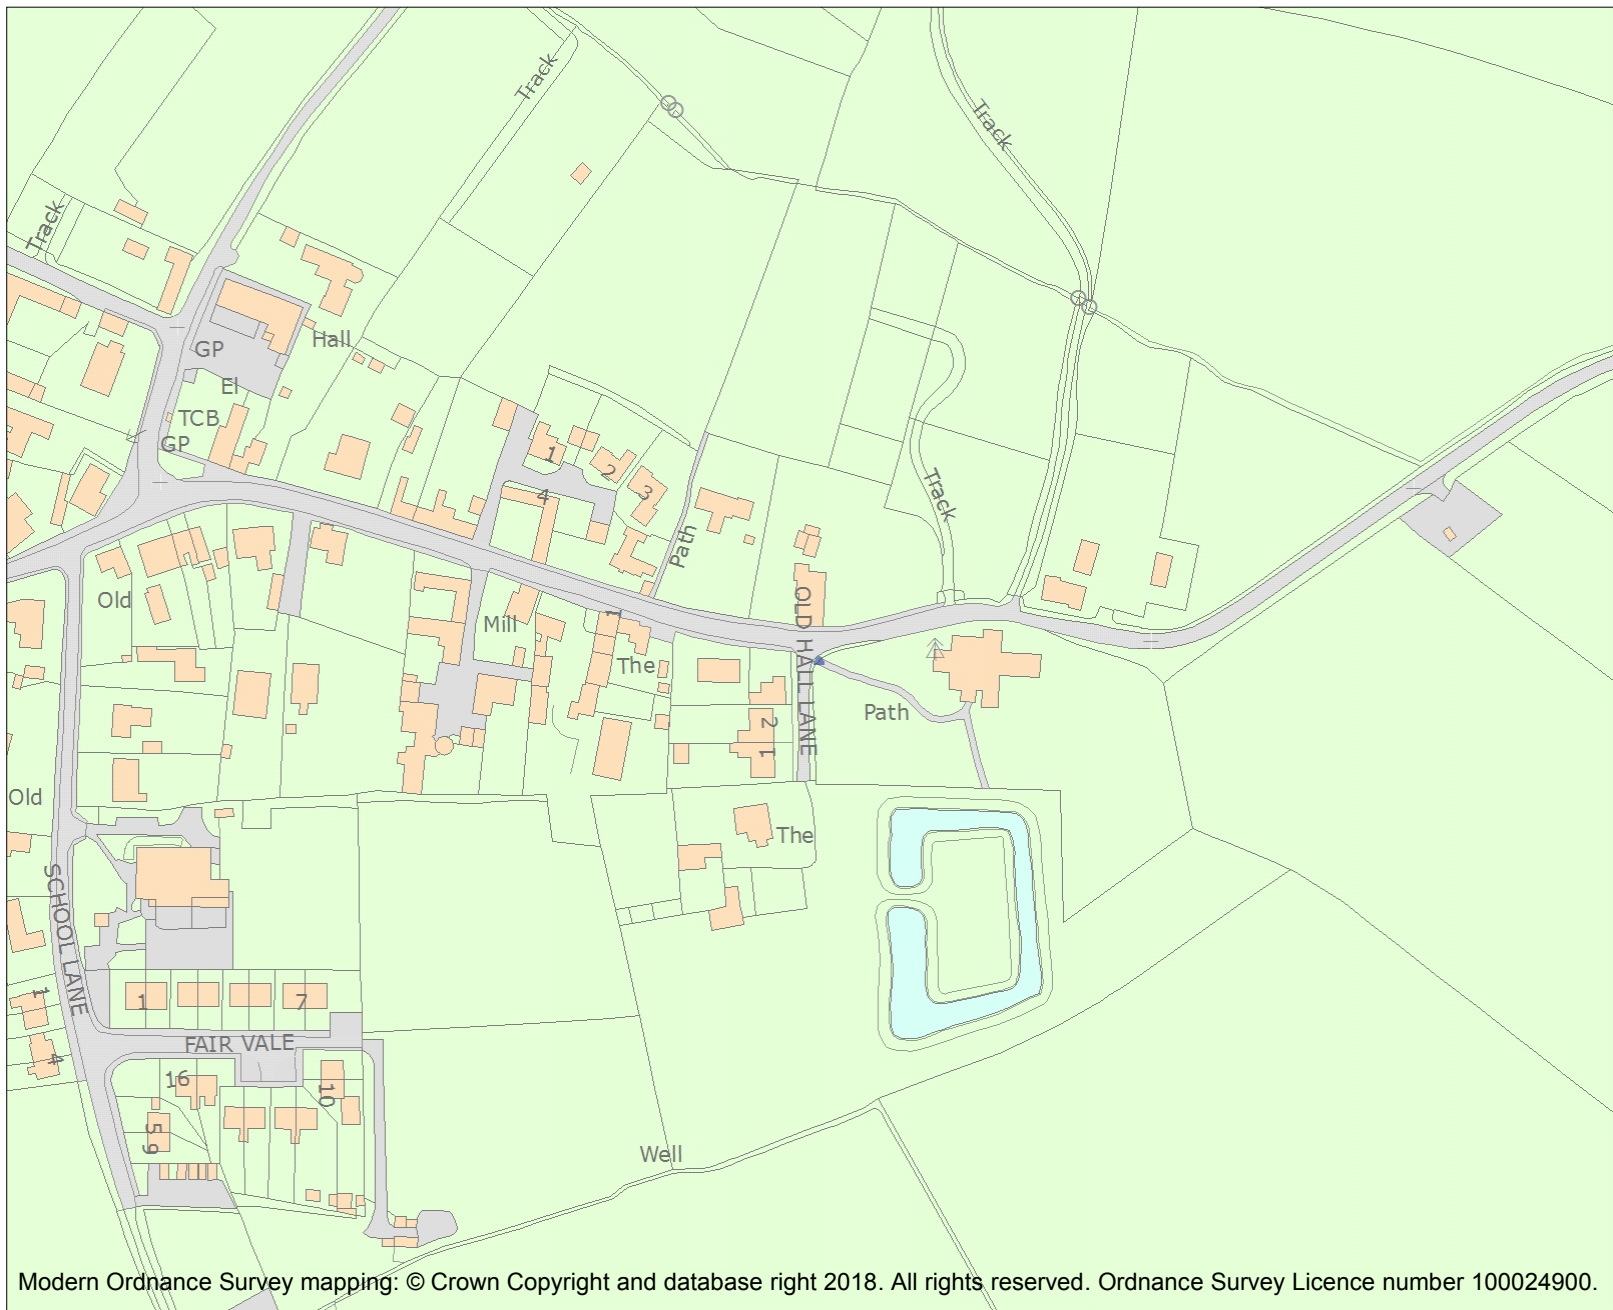 Track
Track
Track
Hall
GP
El
TCB
GP
1
2
3
4
Track
Path
Old
Mill
1
The
OLD HALL LANE
Path
2
1
Old
The
SCHOOL LANE
1
7
1
FAIR VALE
4
16
10
5 9
Well
Modern Ordnance Survey mapping: © Crown Copyright and database right 2018. All rights reserved. Ordnance Survey Licence number 100024900.